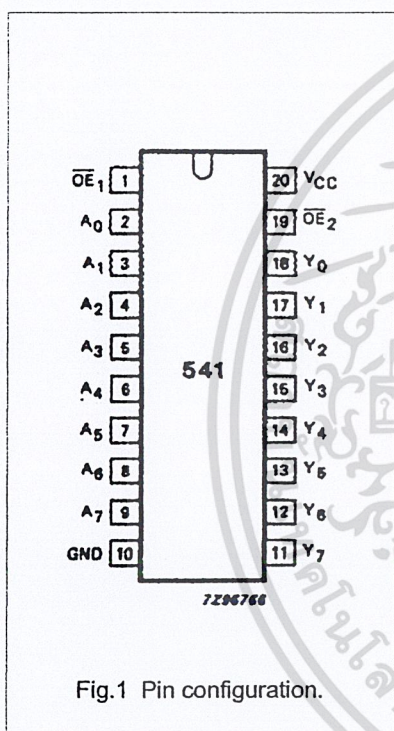 OE1 1 20 VCC
A0 2 19 OE2
A1 3 18 Y0
A2 4 17 Y1
A3 5 16 Y2
541
A4 6 15 Y3
A5 7 14 Y4
A6 8 13 Y5
A7 9 12 Y6
GND 10 11 Y7
7Z96766
Fig.1 Pin configuration.